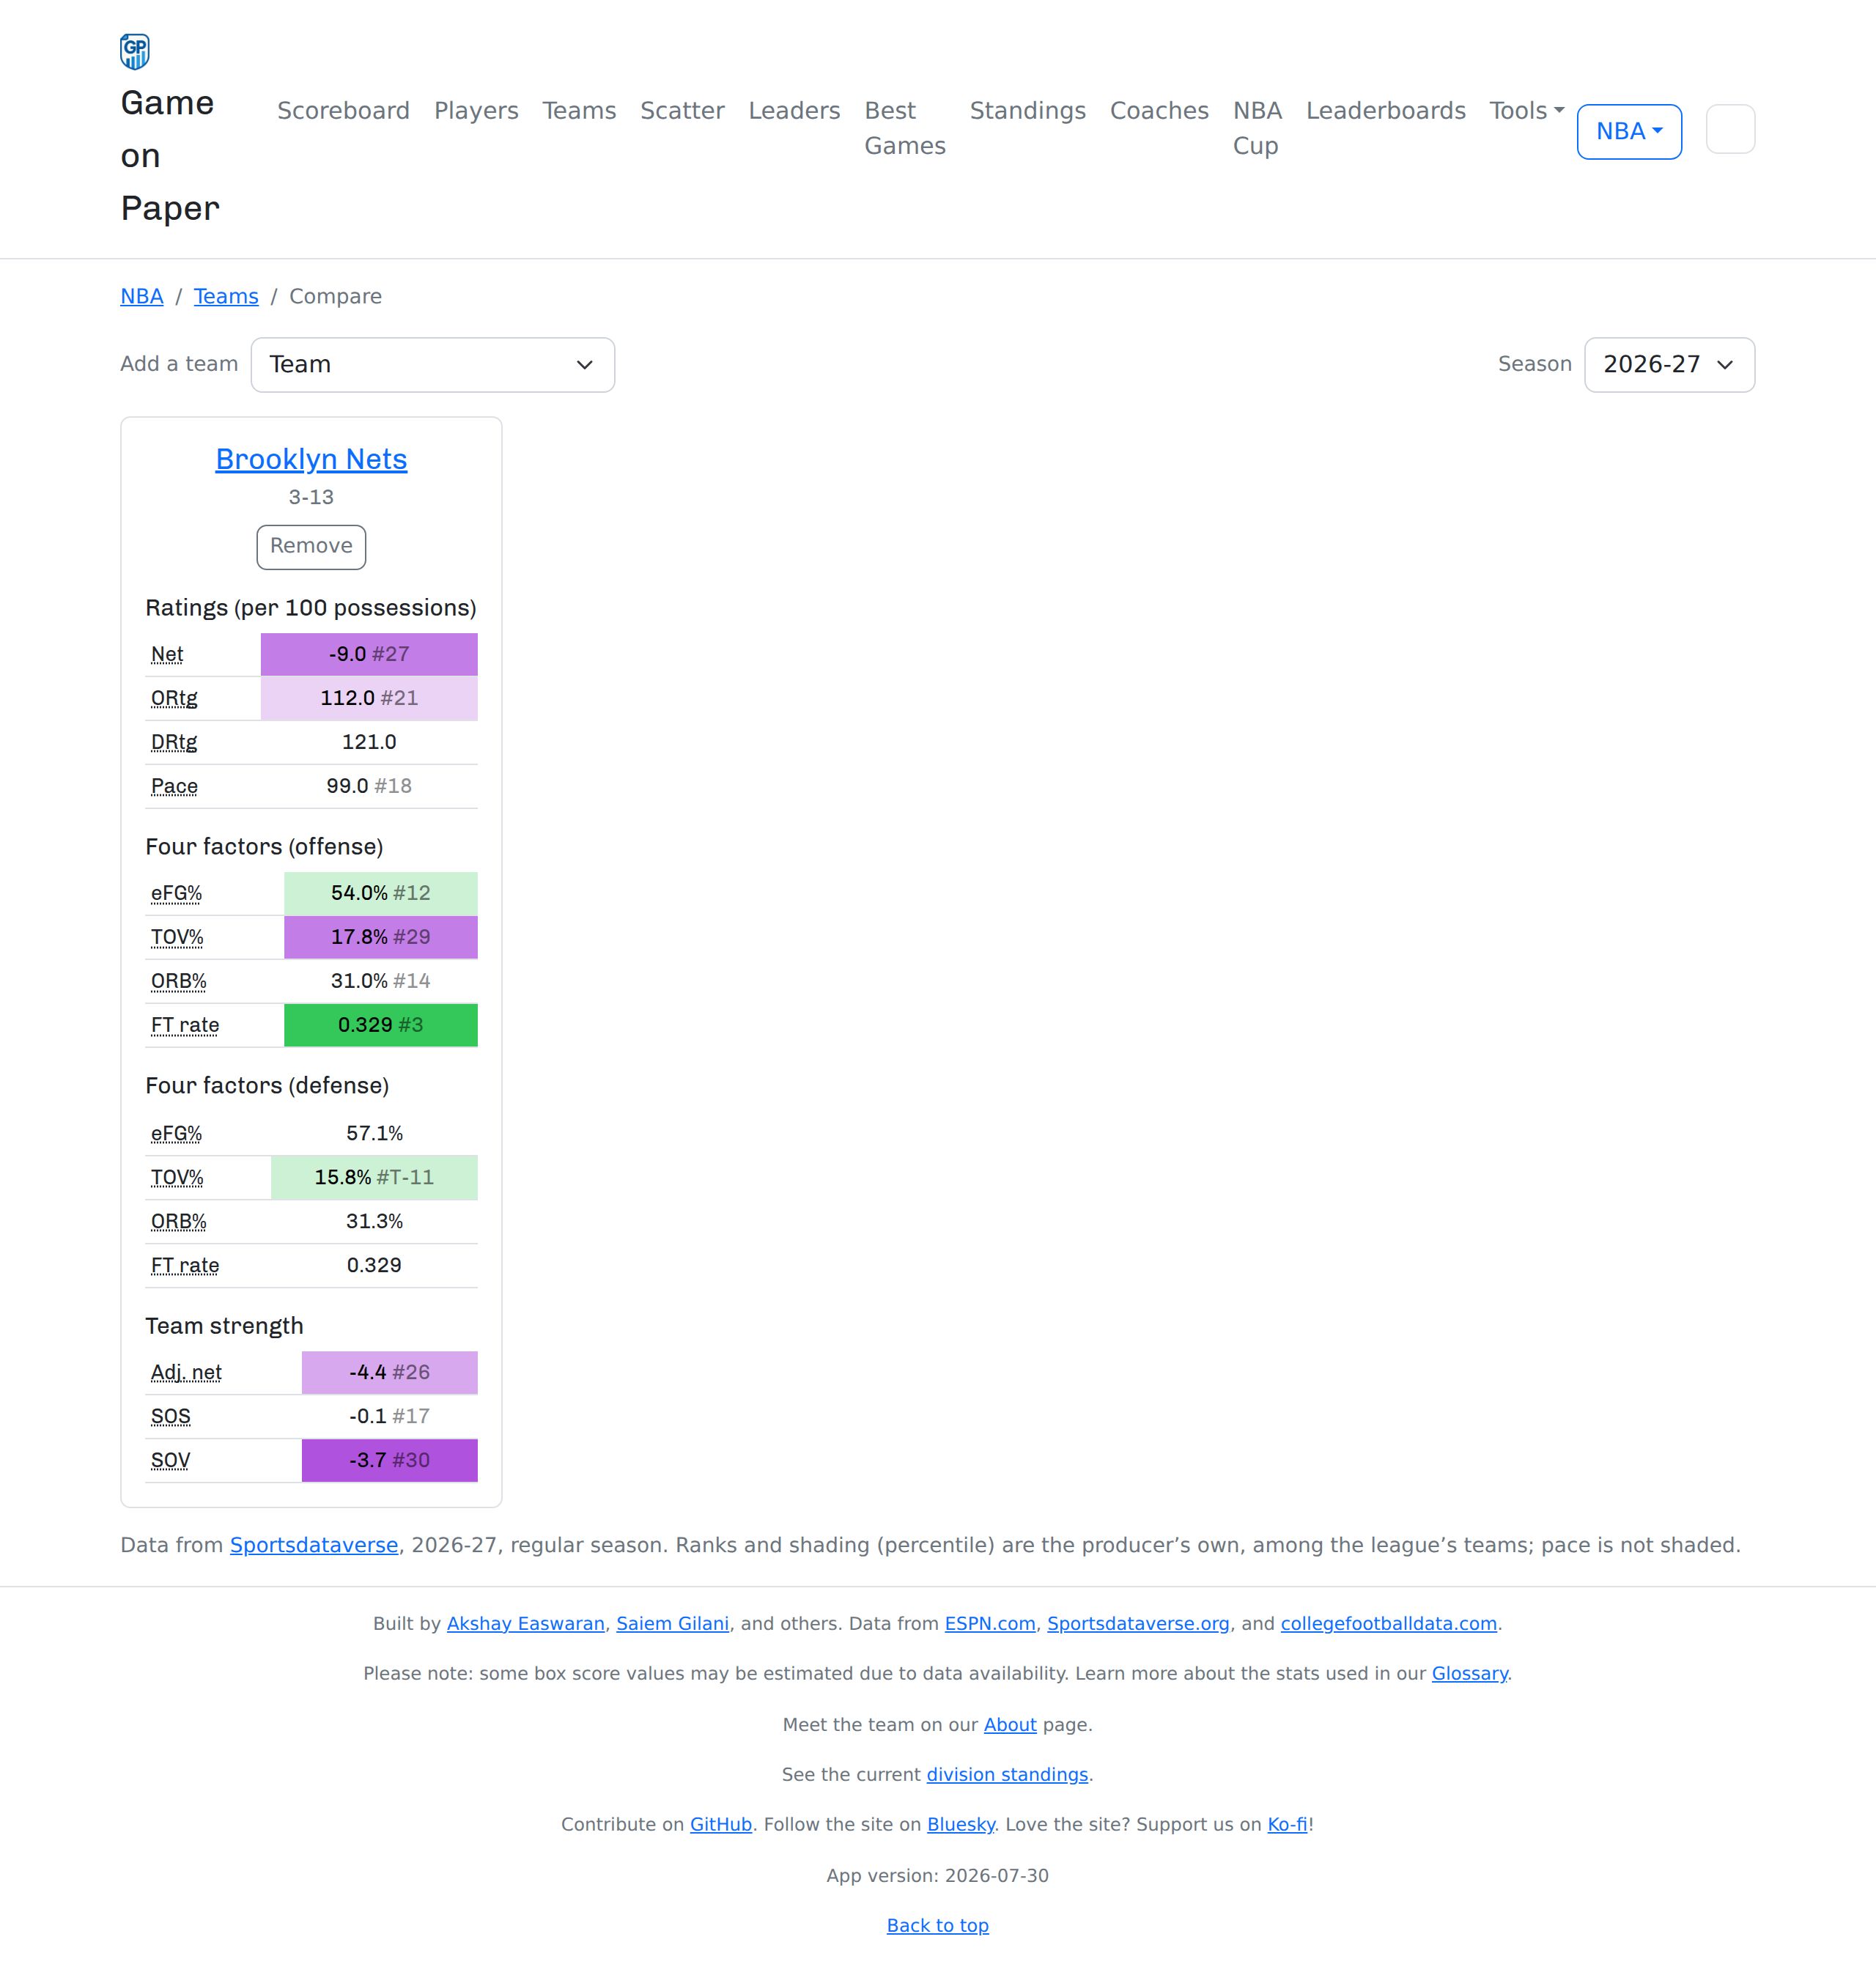 GP
Game
on
Paper
Scoreboard Players Teams Scatter Leaders Best Games Standings Coaches NBA Cup Leaderboards Tools NBA
NBA / Teams / Compare
Add a team Team Season 2026-27
Brooklyn Nets
3-13
Remove
Ratings (per 100 possessions)
Net -9.0 #27
ORtg 112.0 #21
DRtg 121.0
Pace 99.0 #18
Four factors (offense)
eFG% 54.0% #12
TOV% 17.8% #29
ORB% 31.0% #14
FT rate 0.329 #3
Four factors (defense)
eFG% 57.1%
TOV% 15.8% #T-11
ORB% 31.3%
FT rate 0.329
Team strength
Adj. net -4.4 #26
SOS -0.1 #17
SOV -3.7 #30
Data from Sportsdataverse, 2026-27, regular season. Ranks and shading (percentile) are the producer’s own, among the league’s teams; pace is not shaded.
Built by Akshay Easwaran, Saiem Gilani, and others. Data from ESPN.com, Sportsdataverse.org, and collegefootballdata.com.
Please note: some box score values may be estimated due to data availability. Learn more about the stats used in our Glossary.
Meet the team on our About page.
See the current division standings.
Contribute on GitHub. Follow the site on Bluesky. Love the site? Support us on Ko-fi!
App version: 2026-07-30
Back to top